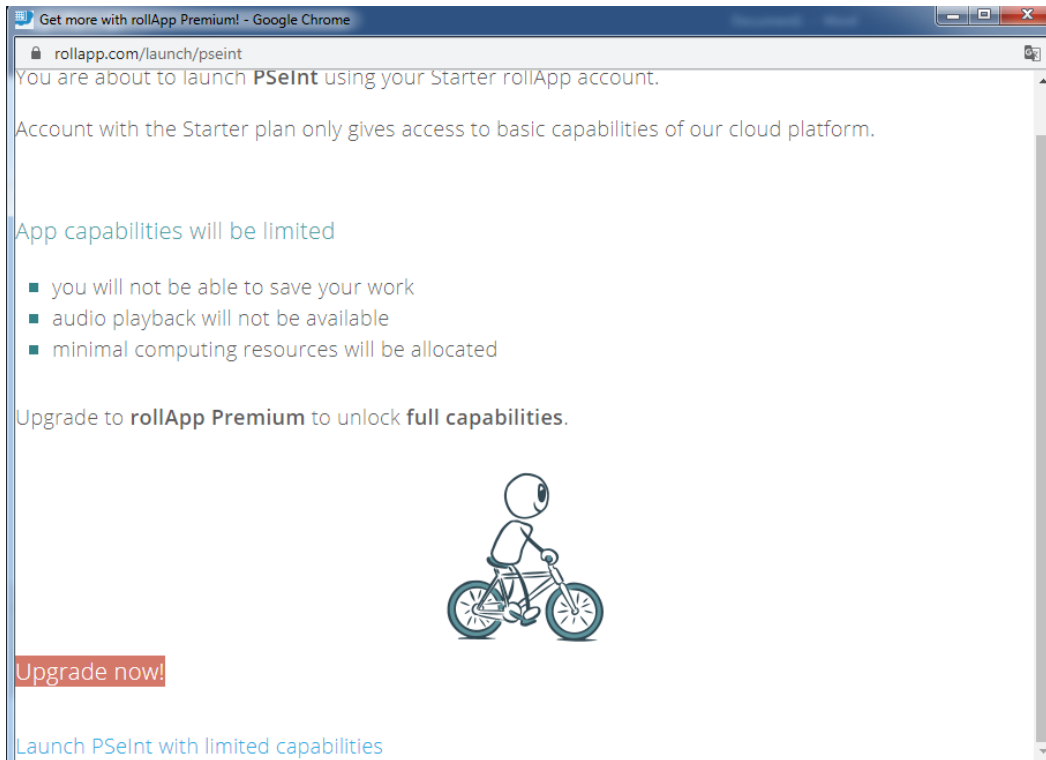 Get more with rollApp Premium! - Google Chrome
rollapp.com/launch/pseint
You are about to launch PSeInt using your Starter rollApp account.
Account with the Starter plan only gives access to basic capabilities of our cloud platform.
App capabilities will be limited
you will not be able to save your work
audio playback will not be available
minimal computing resources will be allocated
Upgrade to rollApp Premium to unlock full capabilities.
Upgrade now!
Launch PSeInt with limited capabilities